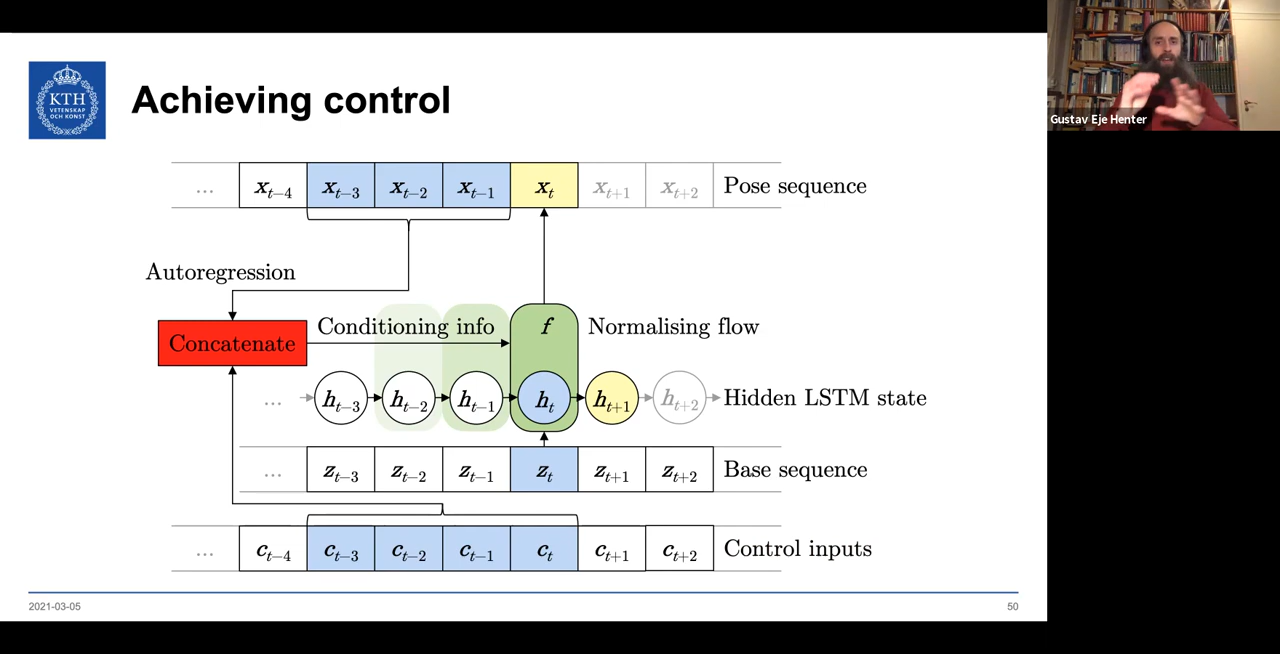 KTH
VETENSKAP
OCH KONST
Achieving control
Gustav Eje Henter
... x_{t−4} x_{t−3} x_{t−2} x_{t−1} x_t x_{t+1} x_{t+2} Pose sequence
Autoregression
Concatenate
Conditioning info
f
Normalising flow
... h_{t−3} h_{t−2} h_{t−1} h_t h_{t+1} h_{t+2} Hidden LSTM state
... z_{t−3} z_{t−2} z_{t−1} z_t z_{t+1} z_{t+2} Base sequence
... c_{t−4} c_{t−3} c_{t−2} c_{t−1} c_t c_{t+1} c_{t+2} Control inputs
2021-03-05
50